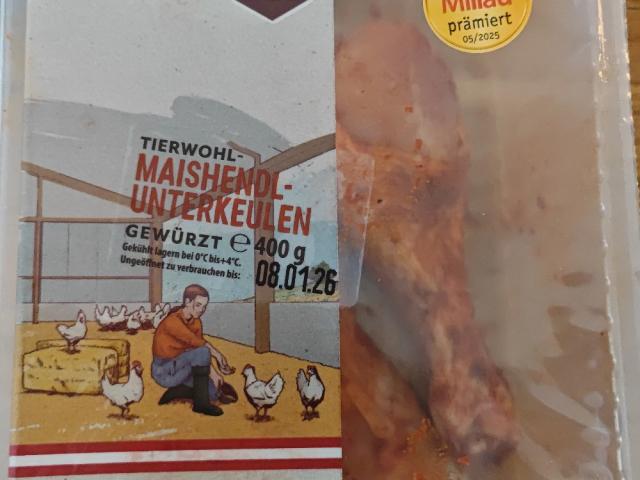 Millau
prämiert
05/2025
TIERWOHL-
MAISHENDL-
UNTERKEULEN
GEWÜRZT ℮ 400 g
Gekühlt lagern bei 0°C bis +4°C.
Ungeöffnet zu verbrauchen bis:
08.01.26